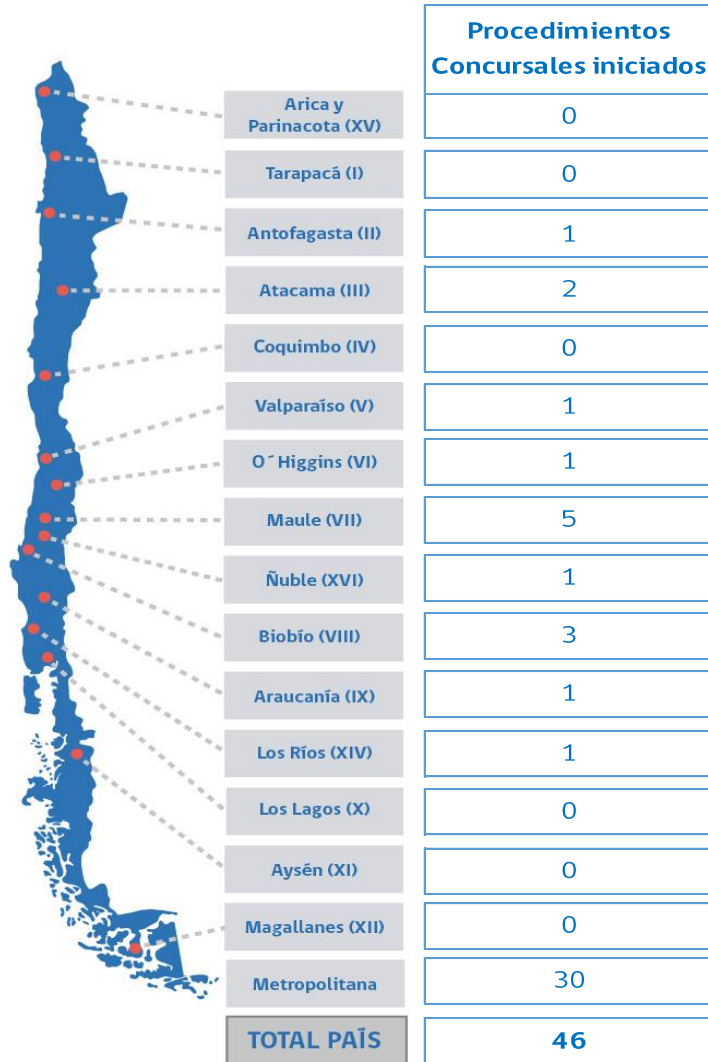 Procedimientos
Concursales iniciados
Arica y
Parinacota (XV)
0
Tarapacá (I)
0
Antofagasta (II)
1
Atacama (III)
2
Coquimbo (IV)
0
Valparaíso (V)
1
O´Higgins (VI)
1
Maule (VII)
5
Ñuble (XVI)
1
Biobío (VIII)
3
Araucanía (IX)
1
Los Ríos (XIV)
1
Los Lagos (X)
0
Aysén (XI)
0
Magallanes (XII)
0
Metropolitana
30
TOTAL PAÍS
46